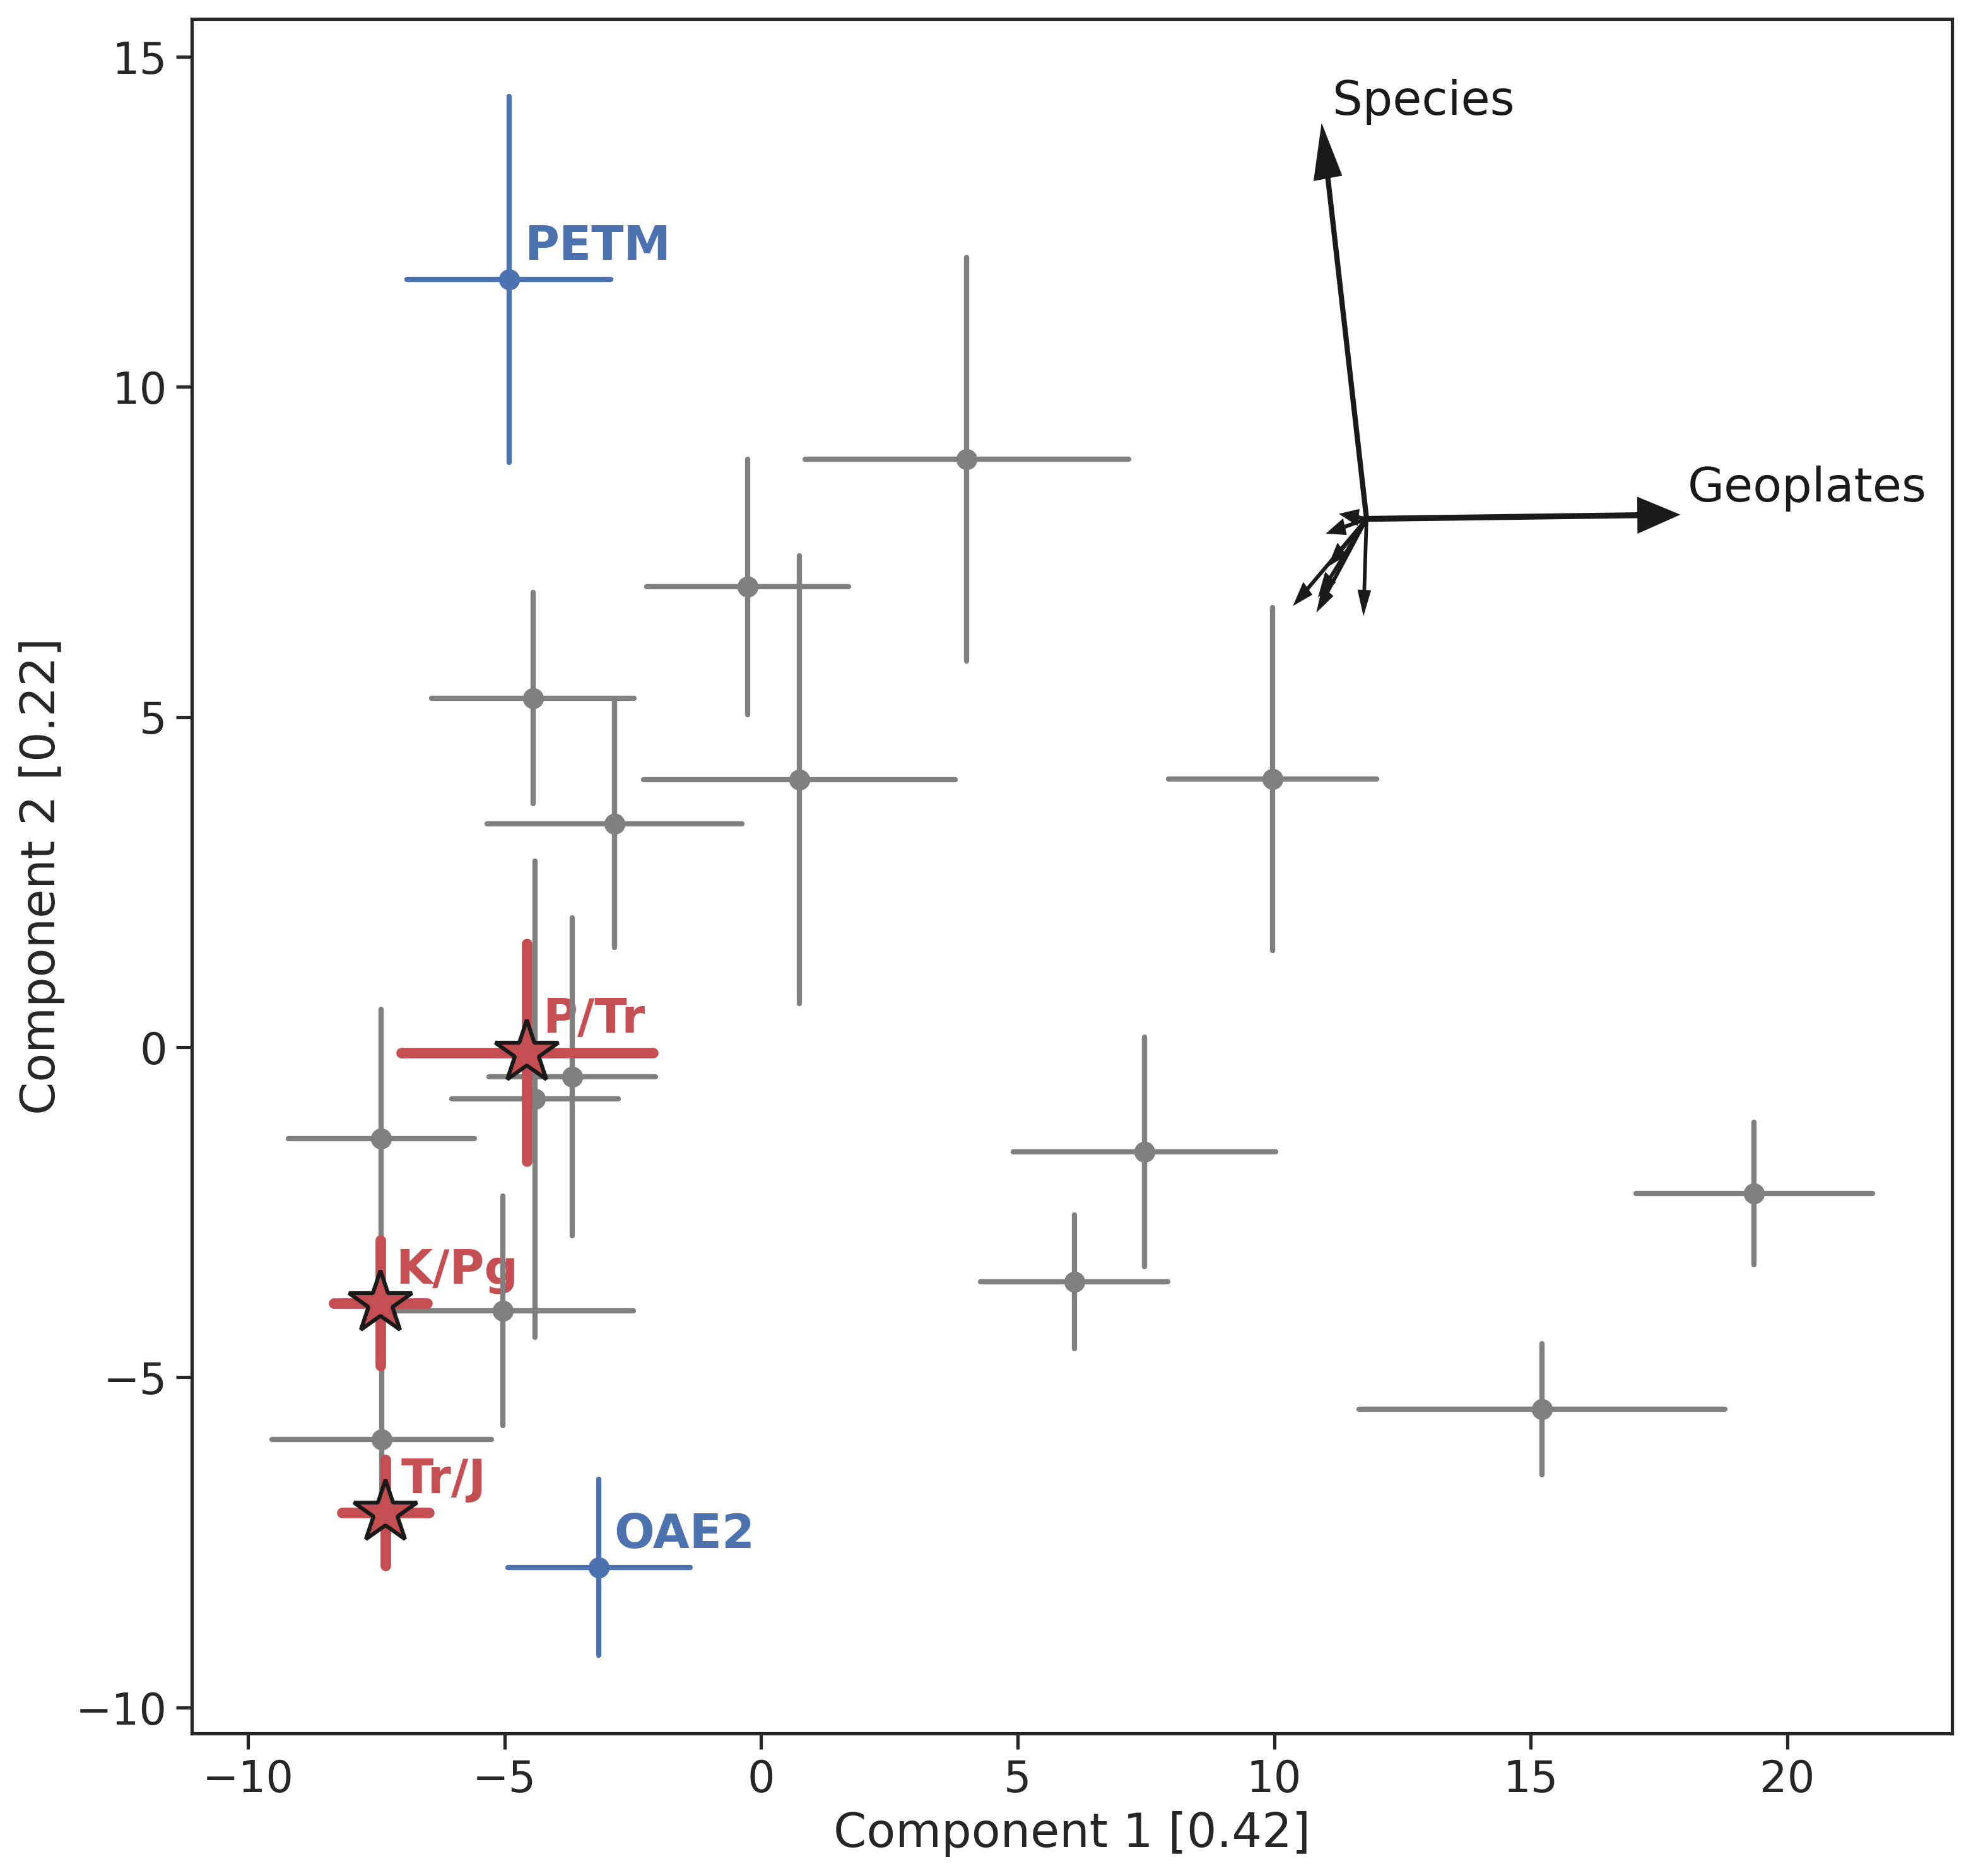 15
Species
PETM
10
Geoplates
5
Component 2 [0.22]
P/Tr
0
K/Pg
−5
Tr/J
OAE2
−10
−10 −5 0 5 10 15 20
Component 1 [0.42]